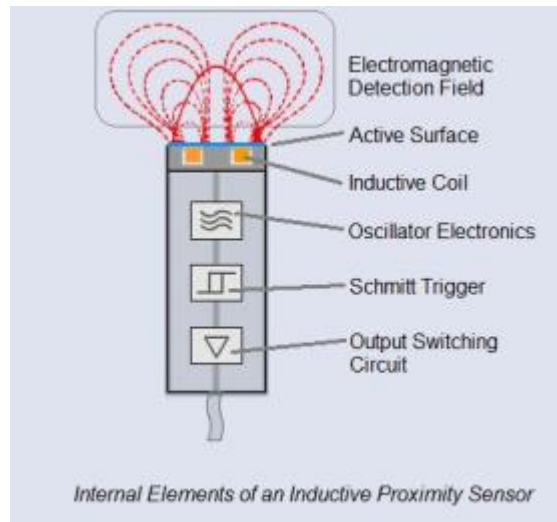 Electromagnetic
Detection Field
Active Surface
Inductive Coil
Oscillator Electronics
Schmitt Trigger
Output Switching
Circuit
Internal Elements of an Inductive Proximity Sensor